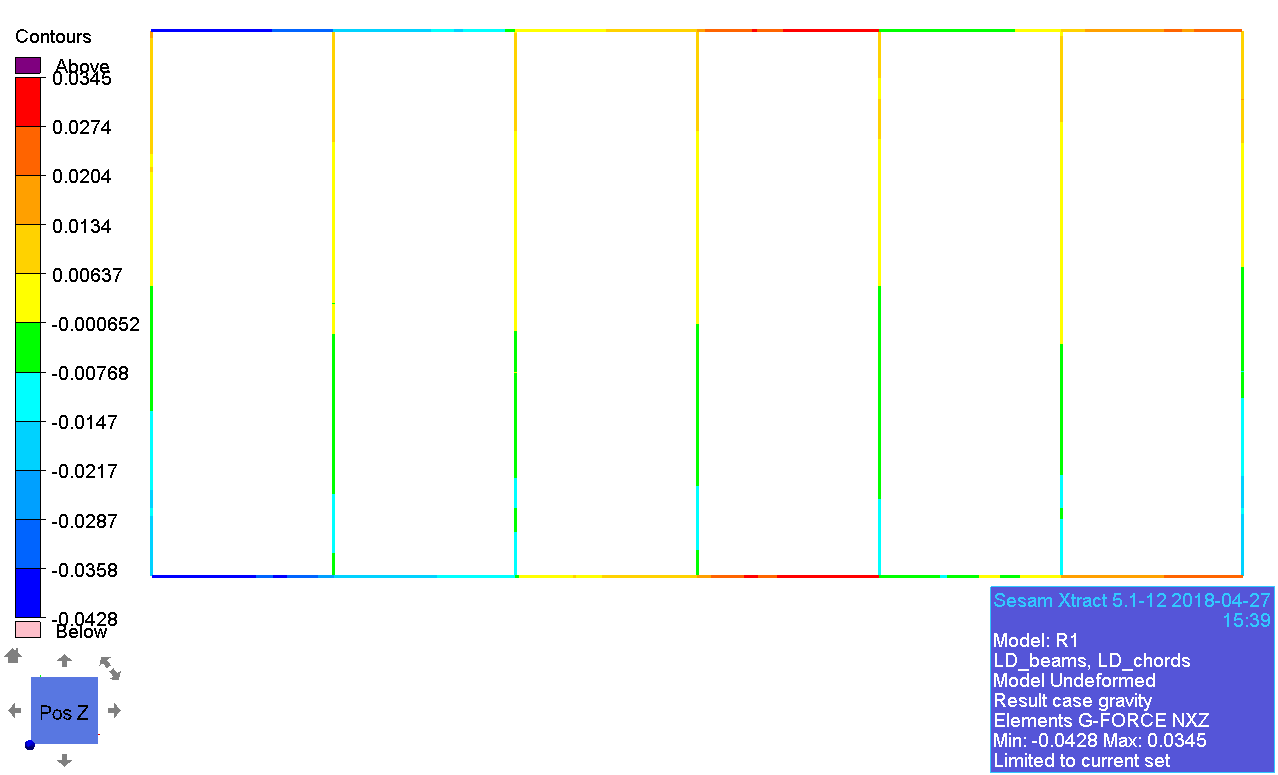 Contours
Above
0.0345
0.0274
0.0204
0.0134
0.00637
-0.000652
-0.00768
-0.0147
-0.0217
-0.0287
-0.0358
-0.0428
Below
Pos Z
Sesam Xtract 5.1-12 2018-04-27
15:39
Model: R1
LD_beams, LD_chords
Model Undeformed
Result case gravity
Elements G-FORCE NXZ
Min: -0.0428 Max: 0.0345
Limited to current set